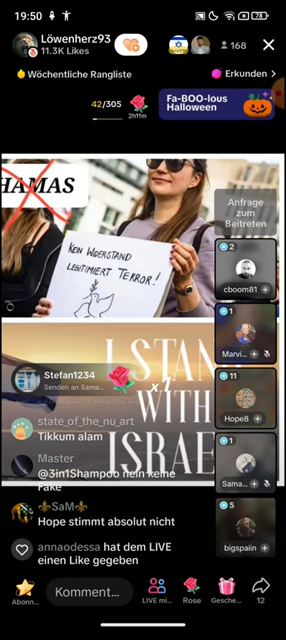 19:50
78
Löwenherz93
11.3K Likes
168
Wöchentliche Rangliste
Erkunden >
42/305
2h11m
Fa-BOO-lous
Halloween
HAMAS
KEIN WIDERSTAND
LEGITIMIERT TERROR!
Anfrage
zum
Beitreten
2
cboom81
1
Marvi...
11
Hope8
1
Sama...
5
bigspaiin
I STAN
WITH
ISRAE
Stefan1234
Senden an Sama...
x1
state_of_the_nu_art
Tikkum alam
Master
@3in1Shampoo nein keine
Fake
⚜SaM⚜
Hope stimmt absolut nicht
annaodessa hat dem LIVE
einen Like gegeben
Abonn...
Komment...
LIVE mi...
Rose
Gesche...
12